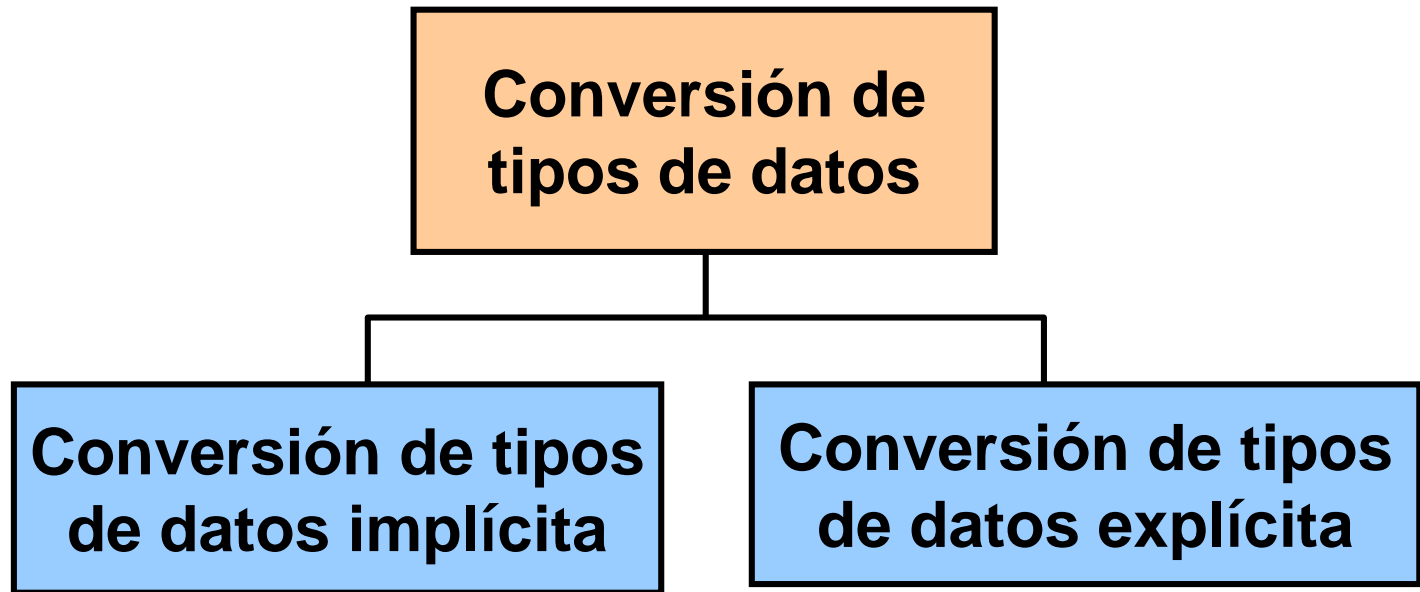 Conversión de
tipos de datos
Conversión de tipos
de datos implícita
Conversión de tipos
de datos explícita